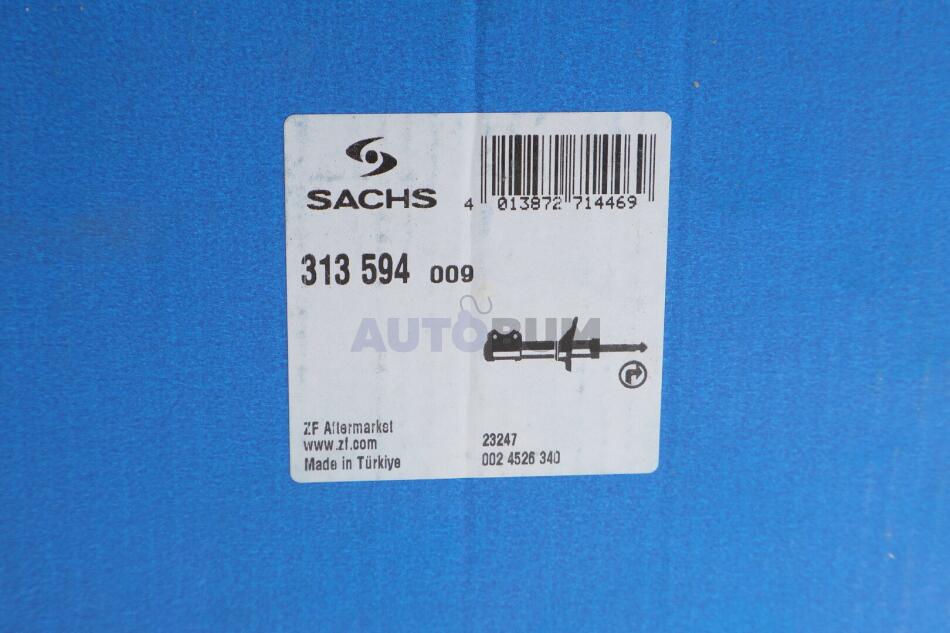 SACHS
4 013872 714469
313 594 009
AUTOBUM
ZF Aftermarket
www.zf.com
Made in Türkiye
23247
002 4526 340